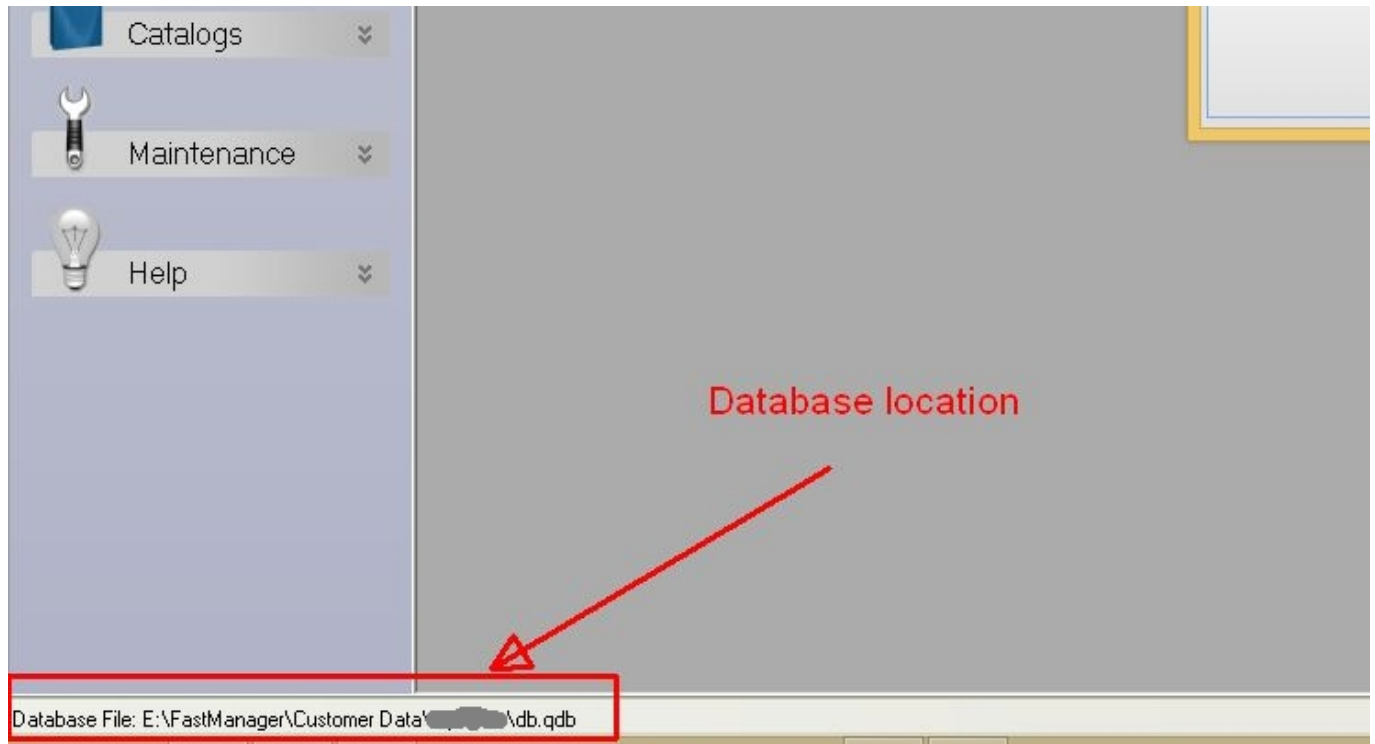 Catalogs
Maintenance
Help
Database location
Database File: E:\FastManager\Customer Data\ \db.qdb